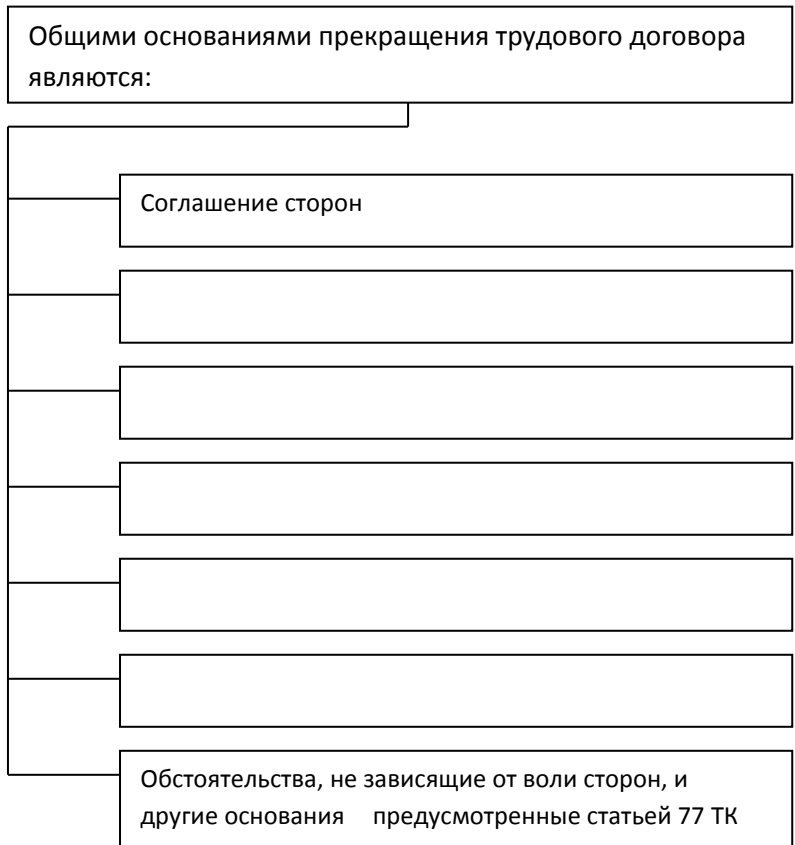 Общими основаниями прекращения трудового договора
являются:
Соглашение сторон
Обстоятельства, не зависящие от воли сторон, и
другие основания предусмотренные статьей 77 ТК